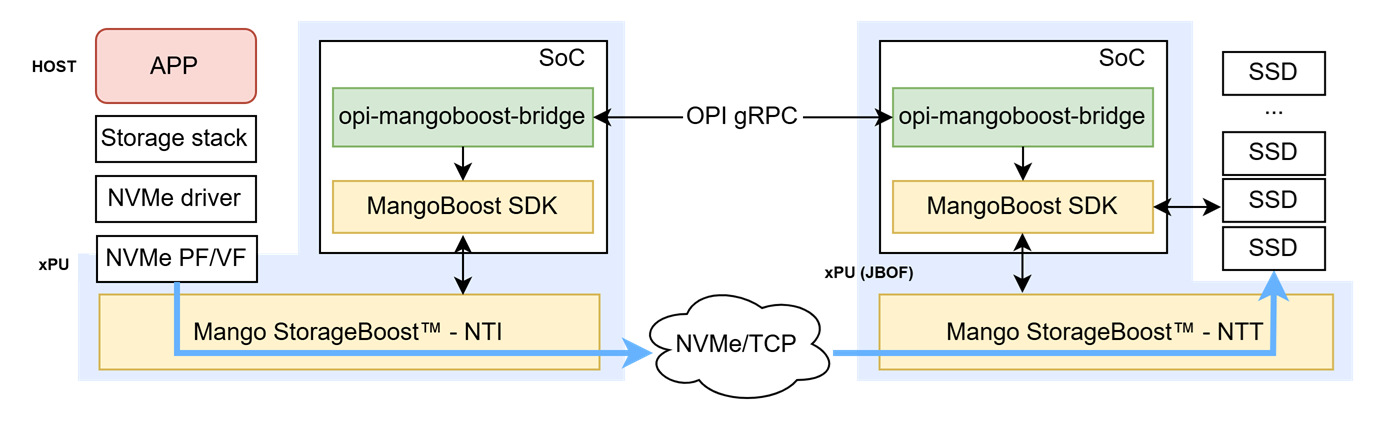 HOST
APP
Storage stack
NVMe driver
xPU
NVMe PF/VF
SoC
opi-mangoboost-bridge
MangoBoost SDK
Mango StorageBoost™ - NTI
OPI gRPC
NVMe/TCP
SoC
opi-mangoboost-bridge
MangoBoost SDK
xPU (JBOF)
Mango StorageBoost™ - NTT
SSD
...
SSD
SSD
SSD